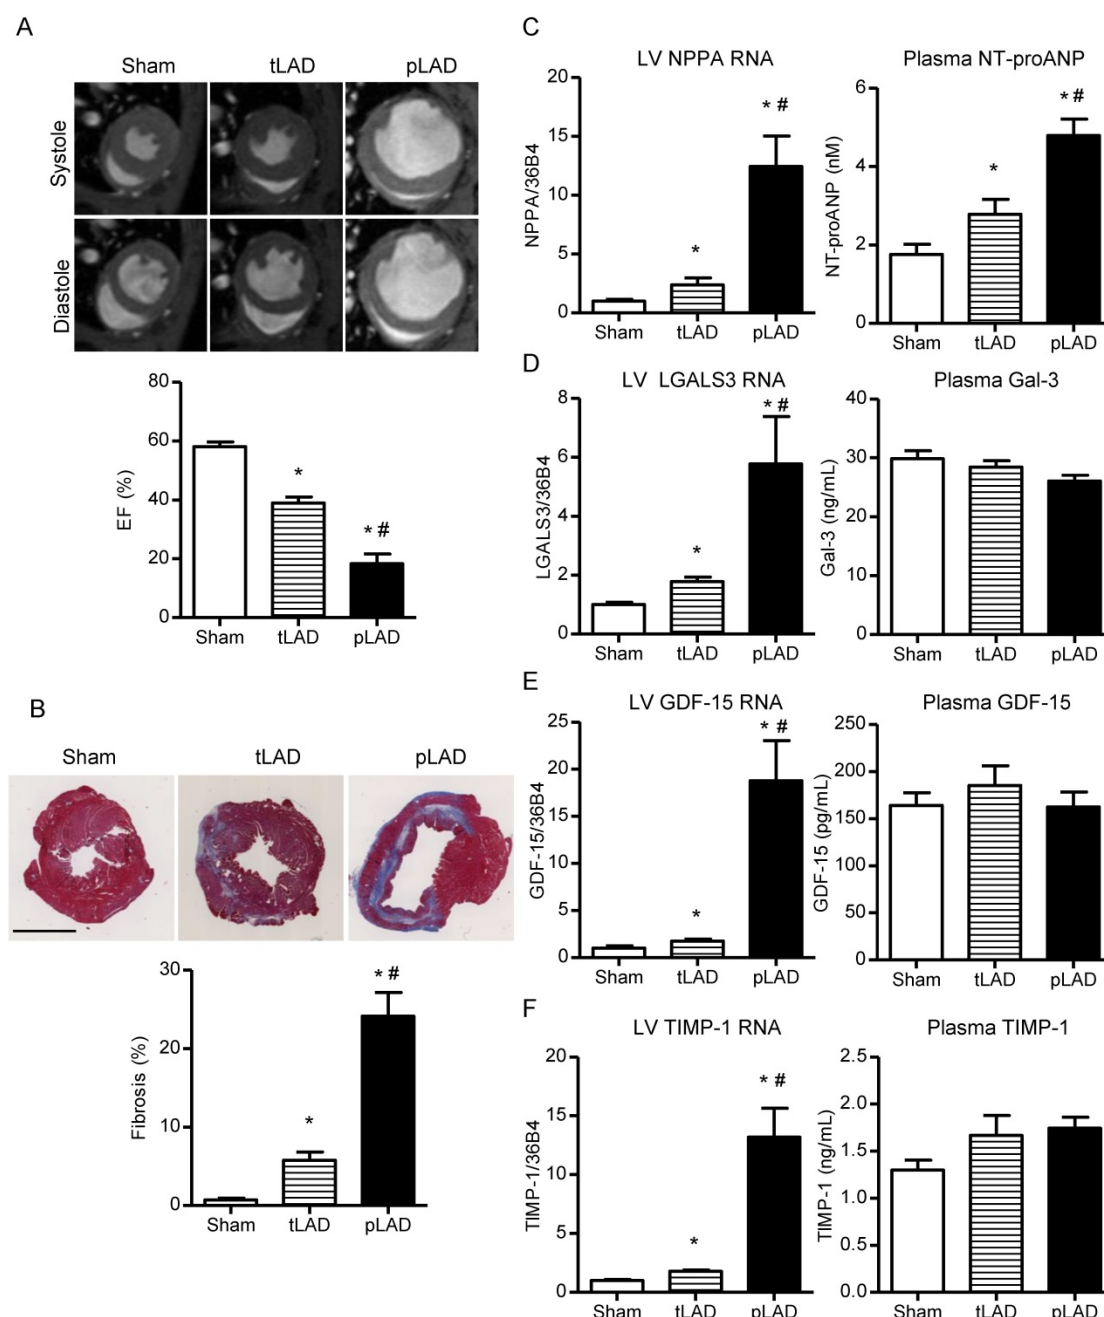 A
Sham tLAD pLAD
Systole
Diastole
80
60
40
20
0
EF (%)
*
* #
Sham tLAD pLAD
B
Sham tLAD pLAD
30
20
10
0
Fibrosis (%)
*
* #
Sham tLAD pLAD
C
LV NPPA RNA
20
15
10
5
0
NPPA/36B4
*
* #
Sham tLAD pLAD
Plasma NT-proANP
6
4
2
0
NT-proANP (nM)
*
* #
Sham tLAD pLAD
D
LV LGALS3 RNA
8
6
4
2
0
LGALS3/36B4
*
* #
Sham tLAD pLAD
Plasma Gal-3
40
30
20
10
0
Gal-3 (ng/mL)
Sham tLAD pLAD
E
LV GDF-15 RNA
25
20
15
10
5
0
GDF-15/36B4
*
* #
Sham tLAD pLAD
Plasma GDF-15
250
200
150
100
50
0
GDF-15 (pg/mL)
Sham tLAD pLAD
F
LV TIMP-1 RNA
20
15
10
5
0
TIMP-1/36B4
*
* #
Sham tLAD pLAD
Plasma TIMP-1
2.5
2.0
1.5
1.0
0.5
0.0
TIMP-1 (ng/mL)
Sham tLAD pLAD